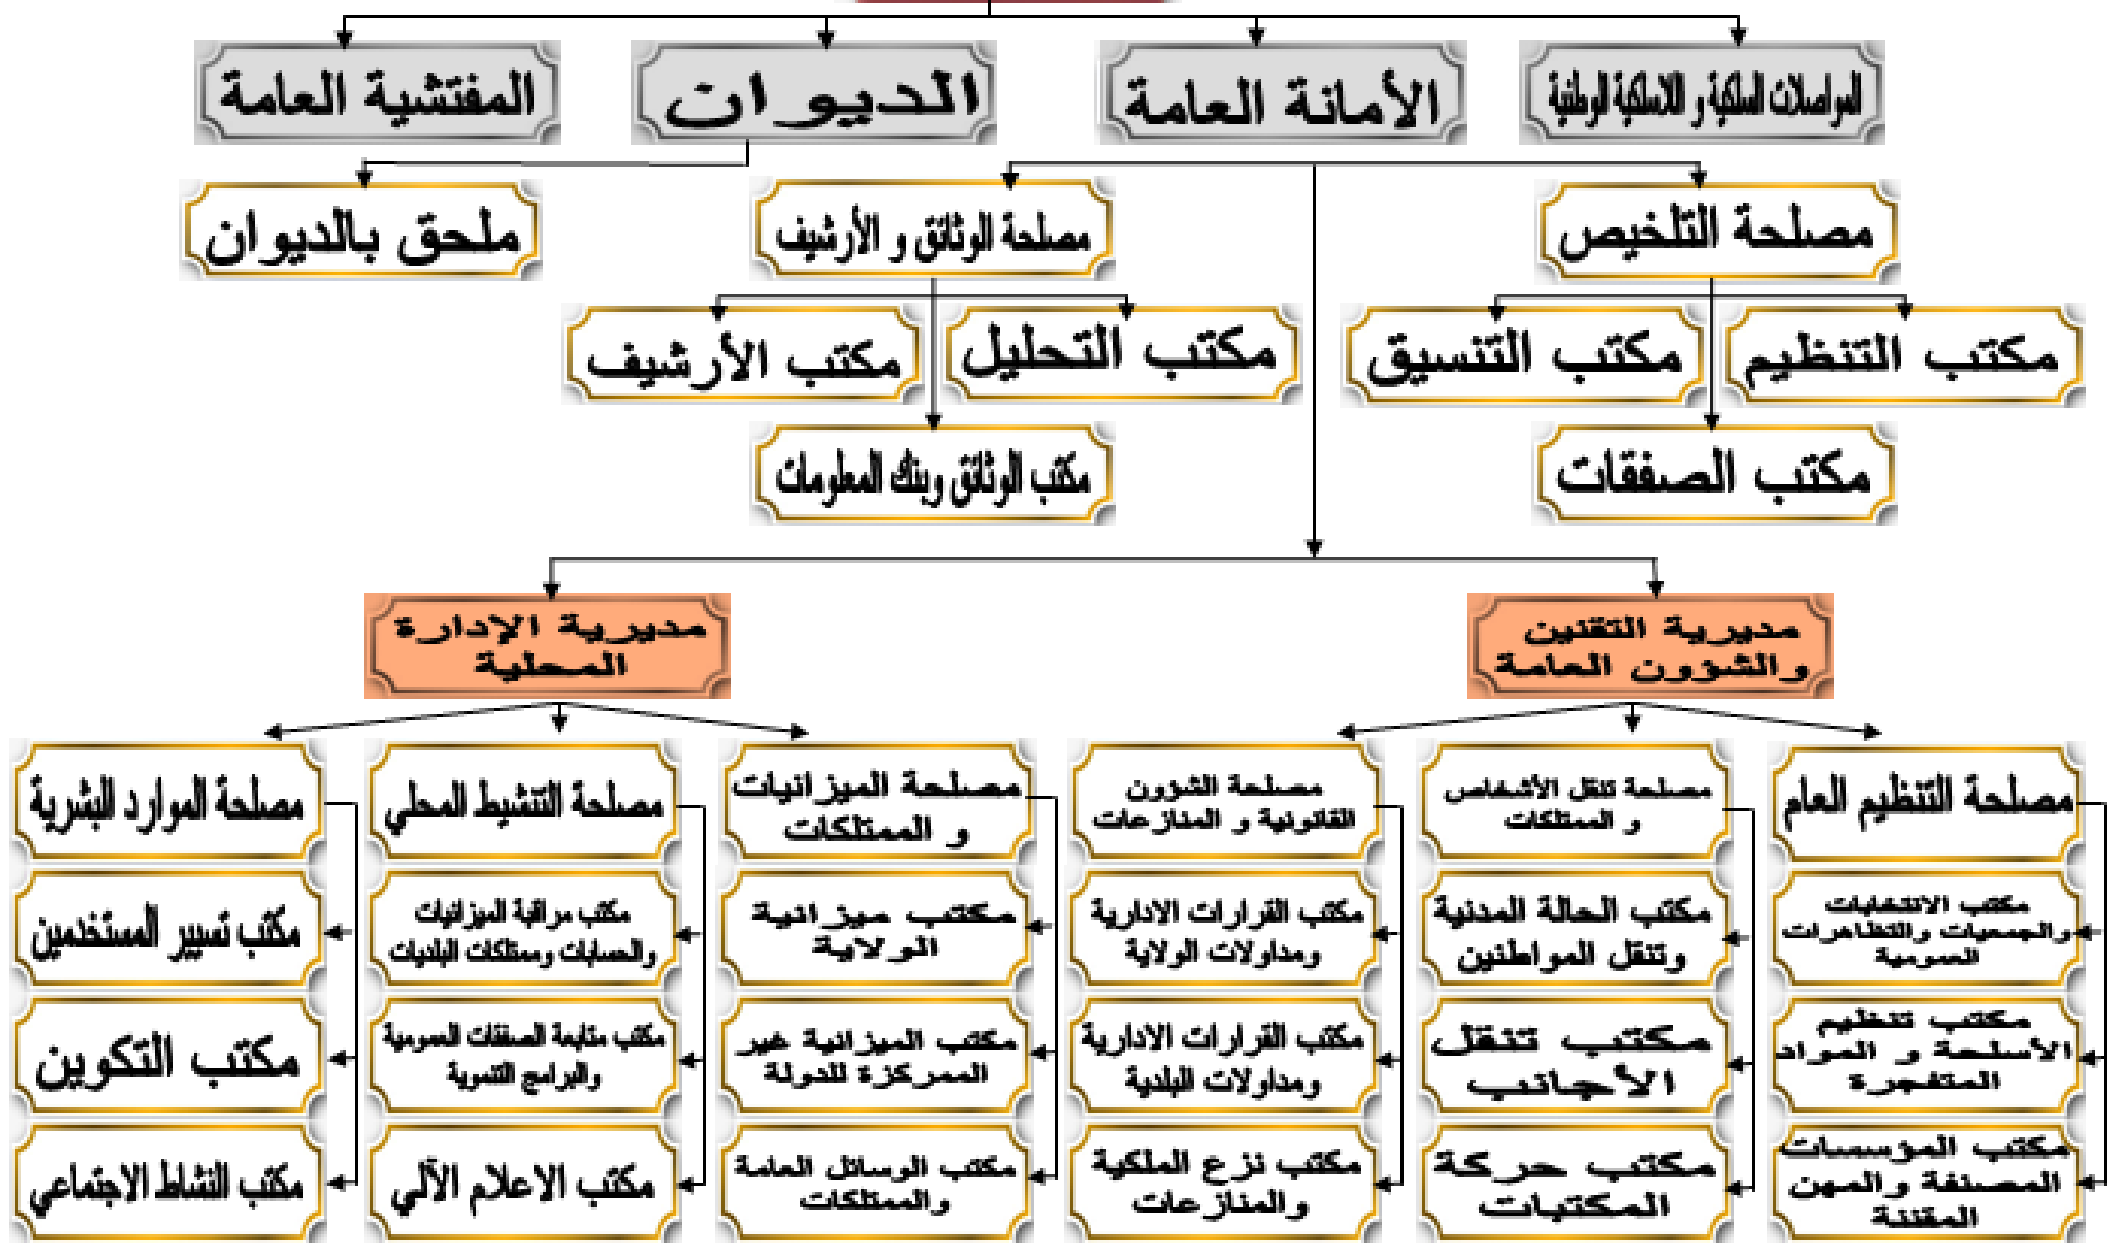 المواصلات السلكية و اللاسلكية الوطنية
الأمانة العامة
الديوان
المفتشية العامة
مصلحة التلخيص
مصلحة الوثائق و الأرشيف
ملحق بالديوان
مكتب التنظيم
مكتب التنسيق
مكتب التحليل
مكتب الأرشيف
مكتب الصفقات
مكتب الوثائق وبنك المعلومات
مديرية التقنين
والشؤون العامة
مديرية الإدارة
المحلية
مصلحة التنظيم العام
مصلحة تنقل الأشخاص
و الممتلكات
مصلحة الشؤون
القانونية و المنازعات
مصلحة الميزانيات
و الممتلكات
مصلحة التنشيط المحلي
مصلحة الموارد البشرية
مكتب الانتخابات
والجمعيات والتظاهرات
العمومية
مكتب الحالة المدنية
وتنقل المواطنين
مكتب القرارات الادارية
ومداولات الولاية
مكتب ميزانية
الولاية
مكتب مراقبة الميزانيات
والحسابات وممتلكات البلديات
مكتب تسيير المستخدمين
مكتب تنظيم
الأسلحة و المواد
المتفجرة
مكتب تنقل
الأجانب
مكتب القرارات الادارية
ومداولات البلدية
مكتب الميزانية غير
الممركزة للدولة
مكتب متابعة الصفقات العمومية
والبرامج التنموية
مكتب التكوين
مكتب المؤسسات
المصنفة والمهن
المقننة
مكتب حركة
المكتبات
مكتب نزع الملكية
والمنازعات
مكتب الوسائل العامة
والممتلكات
مكتب الاعلام الآلي
مكتب النشاط الاجتماعي